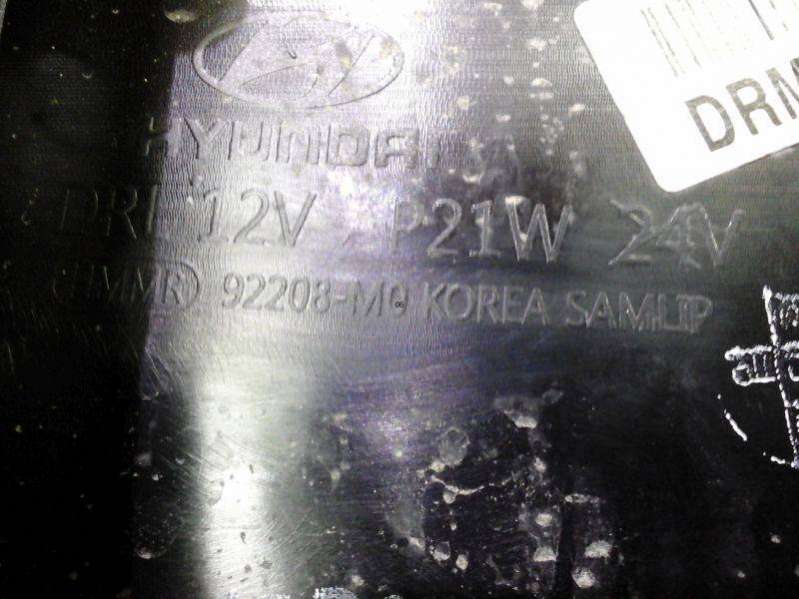 HYUNDAI
DRL 12V P21W 24V
92208-M0 KOREA SAMLIP
DRM